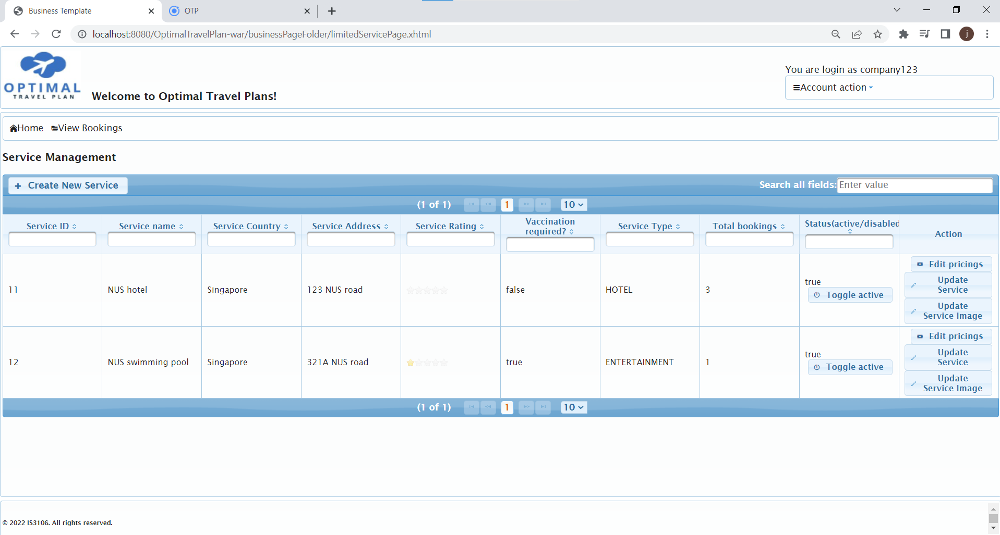 Business Template
OTP
localhost:8080/OptimalTravelPlan-war/businessPageFolder/limitedServicePage.xhtml
j
OPTIMAL
TRAVEL PLAN
Welcome to Optimal Travel Plans!
You are login as company123
Account action
Home View Bookings
Service Management
Create New Service
Search all fields: Enter value
(1 of 1) 1 10
Service ID Service name Service Country Service Address Service Rating Vaccination required? Service Type Total bookings Status(active/disabled Action
11 NUS hotel Singapore 123 NUS road false HOTEL 3 true
Toggle active
Edit pricings
Update
Service
Update
Service Image
12 NUS swimming pool Singapore 321A NUS road true ENTERTAINMENT 1 true
Toggle active
Edit pricings
Update
Service
Update
Service Image
(1 of 1) 1 10
© 2022 IS3106. All rights reserved.